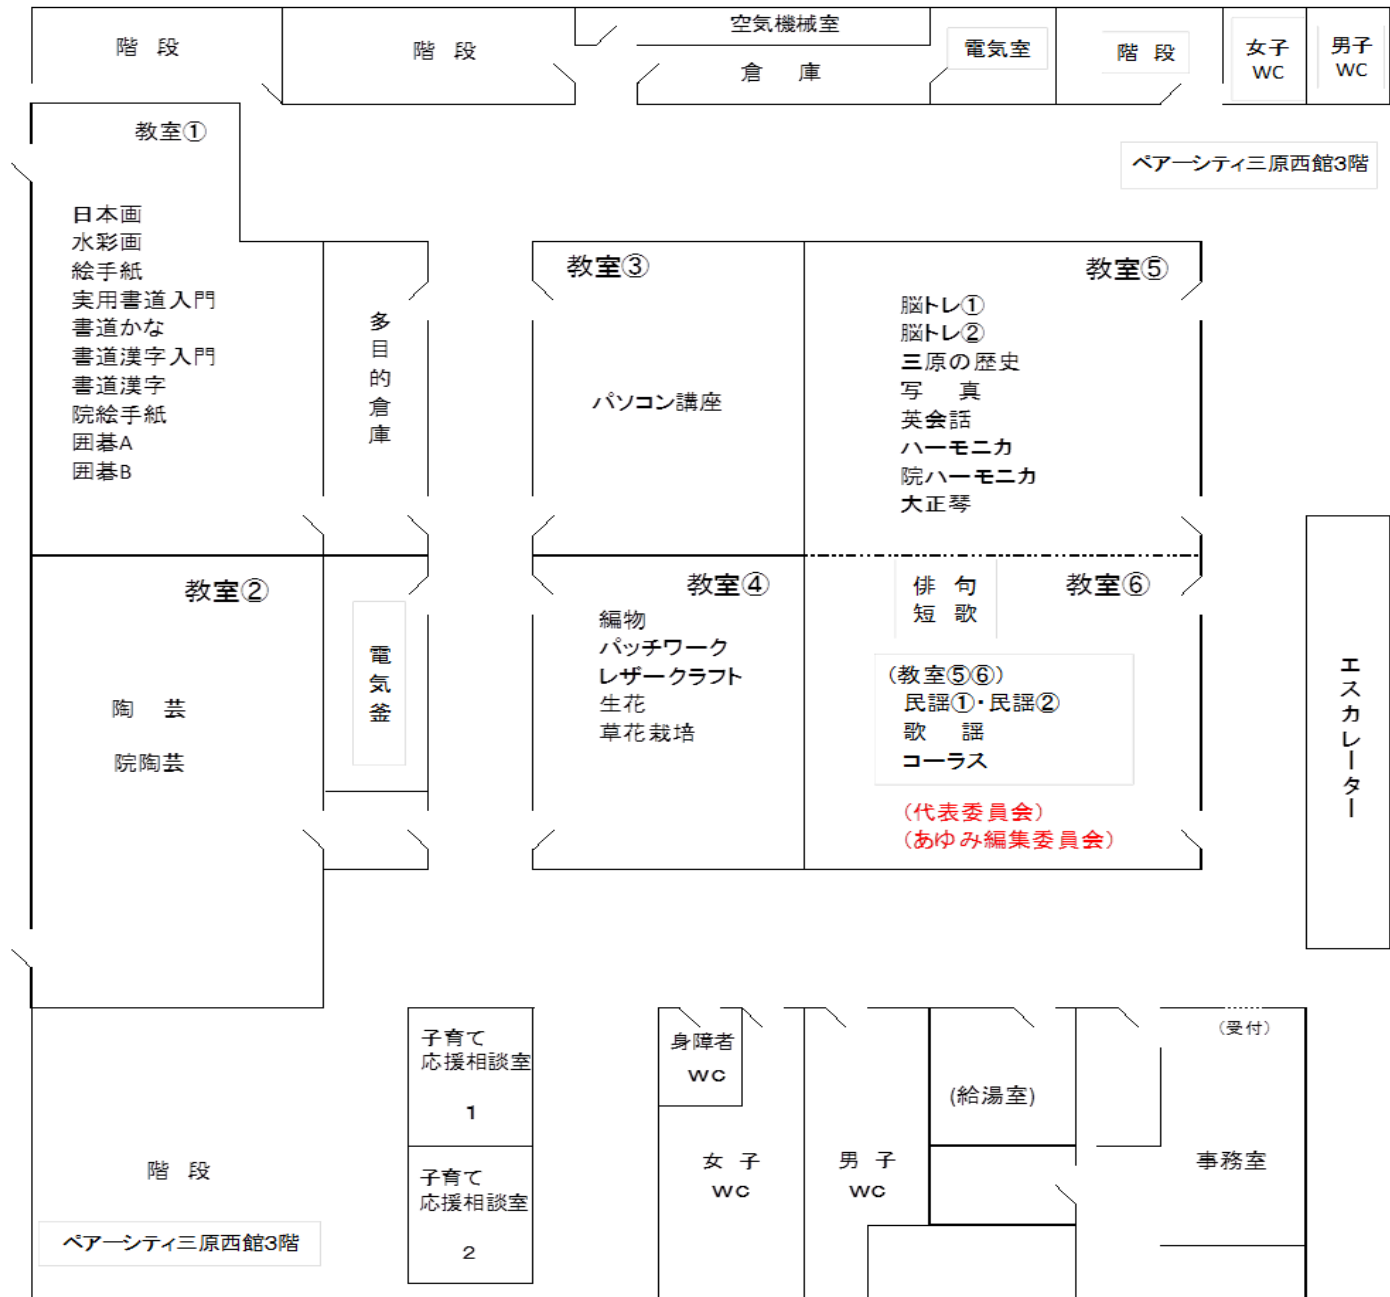 階 段
階 段
空気機械室
倉 庫
電気室
階 段
女子
WC
男子
WC
ペアーシティ三原西館3階
教室①
日本画
水彩画
絵手紙
実用書道入門
書道かな
書道漢字入門
書道漢字
院絵手紙
囲碁A
囲碁B
多
目
的
倉
庫
教室③
パソコン講座
教室⑤
脳トレ①
脳トレ②
三原の歴史
写 真
英会話
ハーモニカ
院ハーモニカ
大正琴
教室②
陶 芸
院陶芸
電
気
釜
教室④
編物
パッチワーク
レザークラフト
生花
草花栽培
教室⑥
俳 句
短 歌
(教室⑤⑥)
民謡①・民謡②
歌 謡
コーラス
(代表委員会)
(あゆみ編集委員会)
エスカレーター
階 段
ペアーシティ三原西館3階
子育て
応援相談室
1
子育て
応援相談室
2
身障者
WC
女 子
WC
男 子
WC
(給湯室)
(受付)
事務室